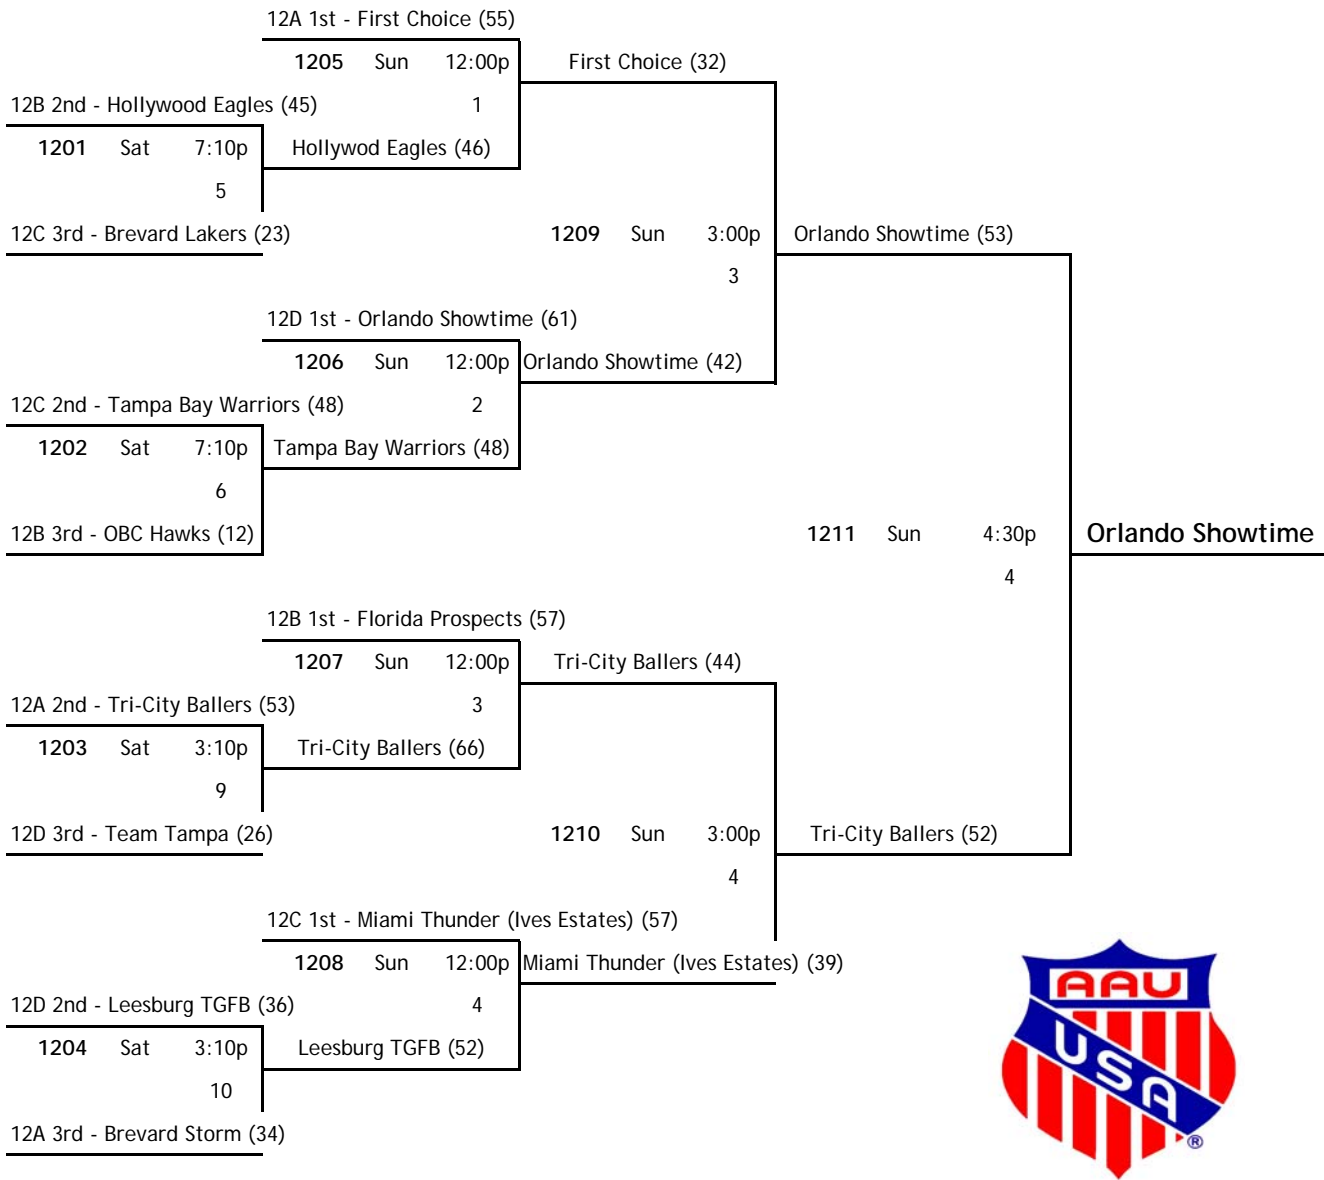 12A 1st - First Choice (55)
1205 Sun 12:00p First Choice (32)
12B 2nd - Hollywood Eagles (45) 1
1201 Sat 7:10p Hollywod Eagles (46)
5
12C 3rd - Brevard Lakers (23) 1209 Sun 3:00p Orlando Showtime (53)
3
12D 1st - Orlando Showtime (61)
1206 Sun 12:00p Orlando Showtime (42)
12C 2nd - Tampa Bay Warriors (48) 2
1202 Sat 7:10p Tampa Bay Warriors (48)
6
12B 3rd - OBC Hawks (12) 1211 Sun 4:30p Orlando Showtime
4
12B 1st - Florida Prospects (57)
1207 Sun 12:00p Tri-City Ballers (44)
12A 2nd - Tri-City Ballers (53) 3
1203 Sat 3:10p Tri-City Ballers (66)
9
12D 3rd - Team Tampa (26) 1210 Sun 3:00p Tri-City Ballers (52)
4
12C 1st - Miami Thunder (Ives Estates) (57)
1208 Sun 12:00p Miami Thunder (Ives Estates) (39)
12D 2nd - Leesburg TGFB (36) 4
1204 Sat 3:10p Leesburg TGFB (52)
10
12A 3rd - Brevard Storm (34)
AAU
USA
®